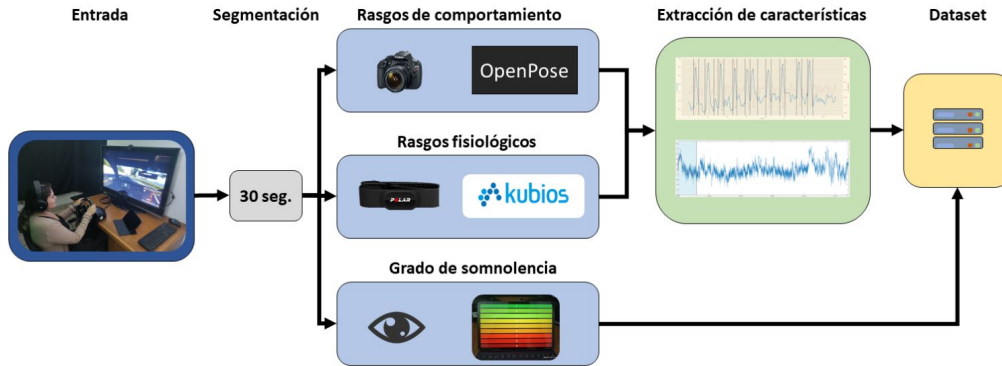 Entrada
Segmentación
Rasgos de comportamiento
Extracción de características
Dataset
OpenPose
Rasgos fisiológicos
30 seg.
POLAR
kubios
Grado de somnolencia